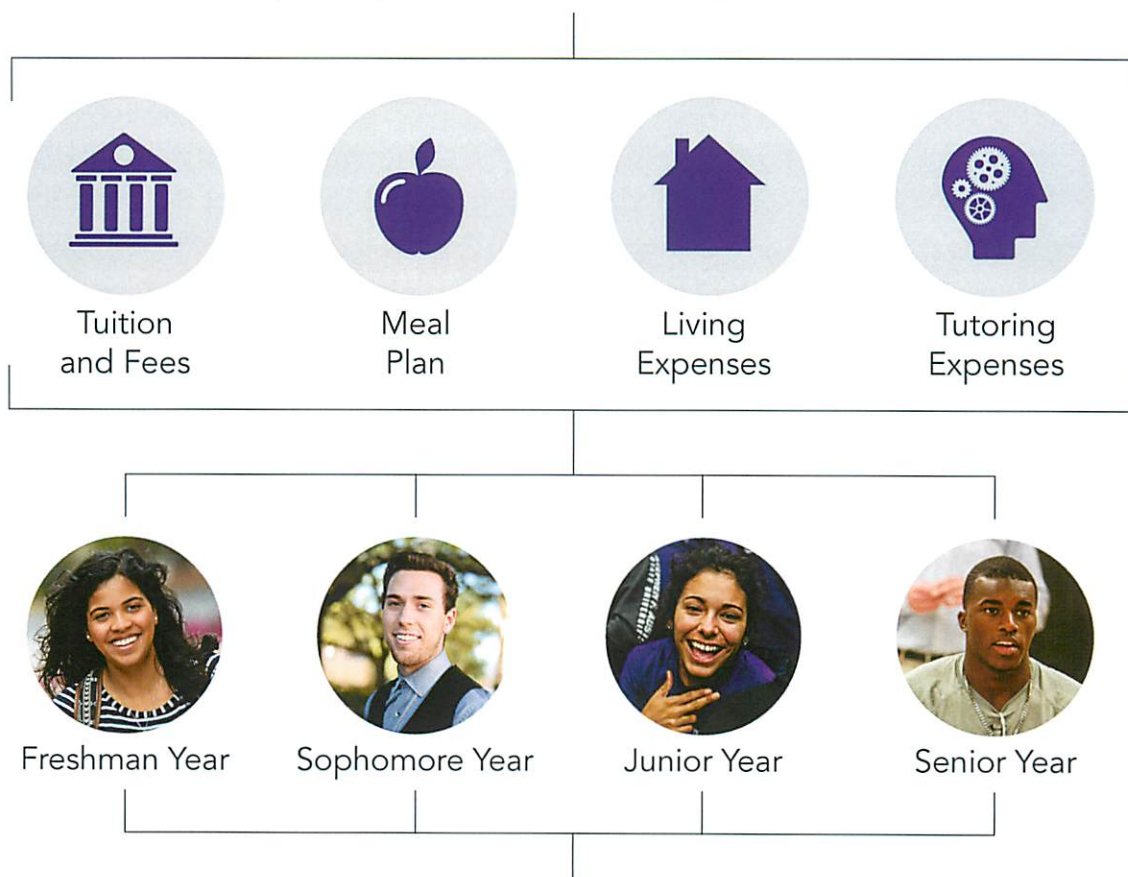 Tuition
and Fees
Meal
Plan
Living
Expenses
Tutoring
Expenses
Freshman Year
Sophomore Year
Junior Year
Senior Year